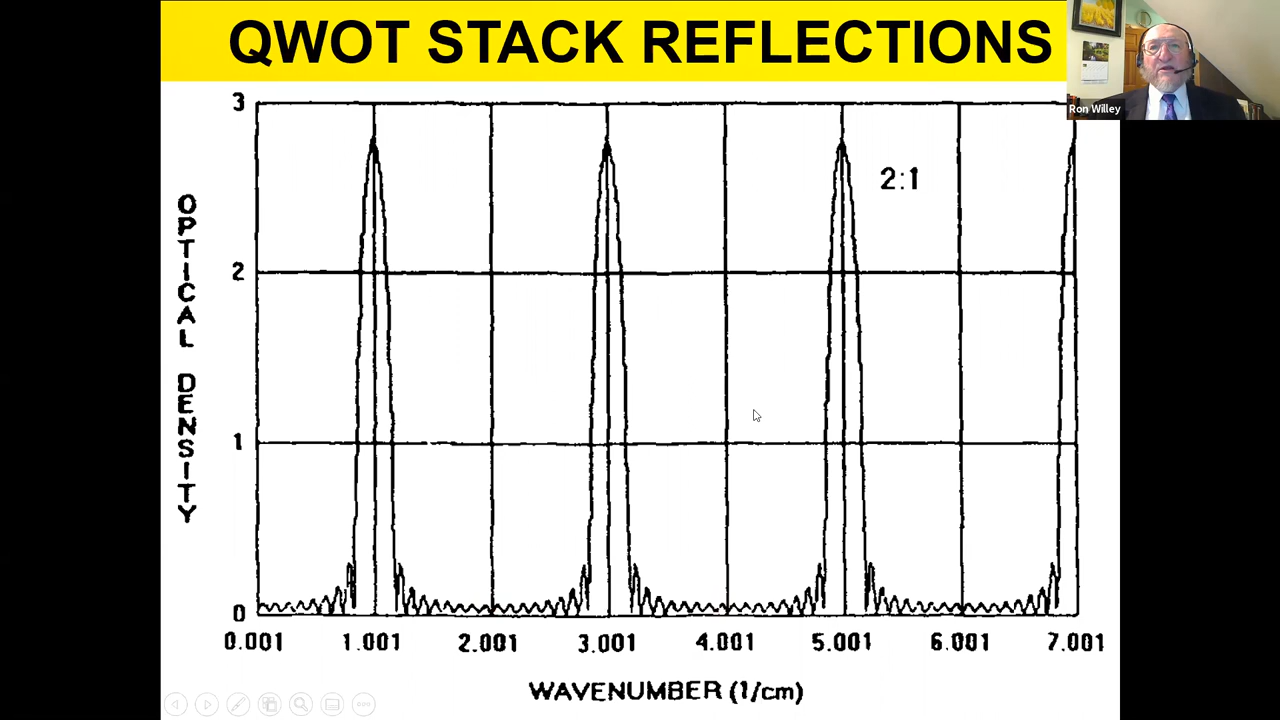 QWOT STACK REFLECTIONS
Ron Willey
3
2:1
OPTICAL DENSITY
2
1
0
0.001 1.001 2.001 3.001 4.001 5.001 6.001 7.001
WAVENUMBER (1/cm)